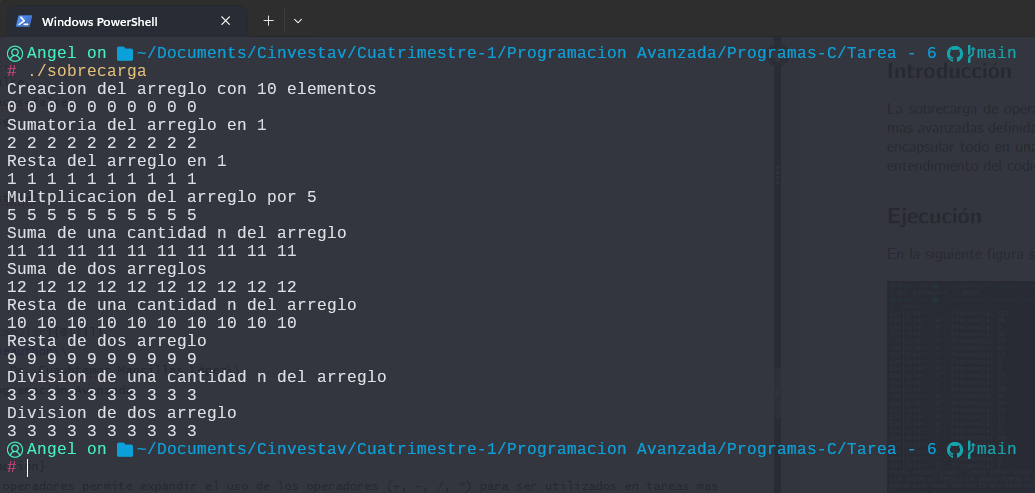 Windows PowerShell
Angel on ~/Documents/Cinvestav/Cuatrimestre-1/Programacion Avanzada/Programas-C/Tarea - 6 main
# ./sobrecarga
Creacion del arreglo con 10 elementos
0 0 0 0 0 0 0 0 0 0
Sumatoria del arreglo en 1
2 2 2 2 2 2 2 2 2 2
Resta del arreglo en 1
1 1 1 1 1 1 1 1 1 1
Multplicacion del arreglo por 5
5 5 5 5 5 5 5 5 5 5
Suma de una cantidad n del arreglo
11 11 11 11 11 11 11 11 11 11
Suma de dos arreglos
12 12 12 12 12 12 12 12 12 12
Resta de una cantidad n del arreglo
10 10 10 10 10 10 10 10 10 10
Resta de dos arreglo
9 9 9 9 9 9 9 9 9 9
Division de una cantidad n del arreglo
3 3 3 3 3 3 3 3 3 3
Division de dos arreglo
3 3 3 3 3 3 3 3 3 3
Angel on ~/Documents/Cinvestav/Cuatrimestre-1/Programacion Avanzada/Programas-C/Tarea - 6 main
#
Introducción
La sobrecarga de opera
mas avanzadas definida
encapsular todo en una
entendimiento del codi
Ejecución
En la siguiente figura s
operadores permite expandir el uso de los operadores (+, -, /, *) para ser utilizados en tareas mas